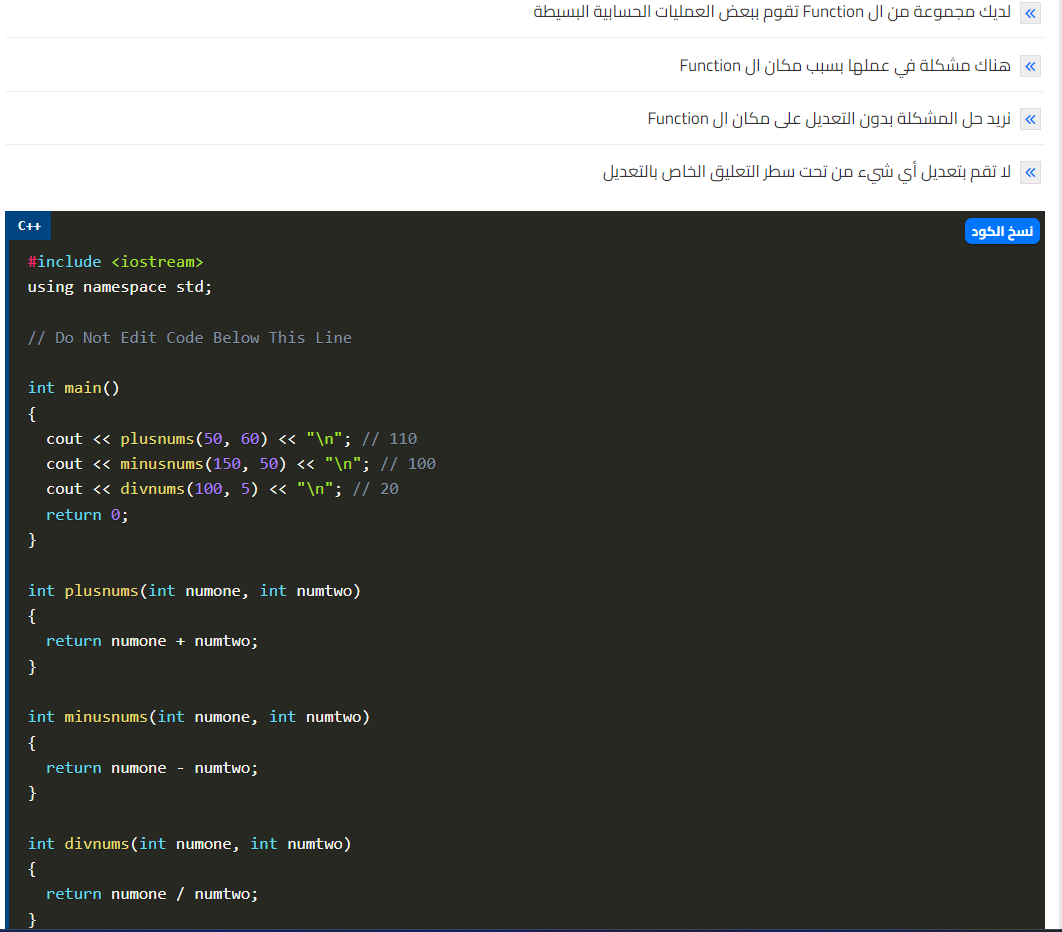 لديك مجموعة من ال Function تقوم ببعض العمليات الحسابية البسيطة
هناك مشكلة في عملها بسبب مكان ال Function
نريد حل المشكلة بدون التعديل على مكان ال Function
لا تقم بتعديل أي شيء من تحت سطر التعليق الخاص بالتعديل
C++
نسخ الكود
#include <iostream>
using namespace std;

// Do Not Edit Code Below This Line

int main()
{
  cout << plusnums(50, 60) << "\n"; // 110
  cout << minusnums(150, 50) << "\n"; // 100
  cout << divnums(100, 5) << "\n"; // 20
  return 0;
}

int plusnums(int numone, int numtwo)
{
  return numone + numtwo;
}

int minusnums(int numone, int numtwo)
{
  return numone - numtwo;
}

int divnums(int numone, int numtwo)
{
  return numone / numtwo;
}